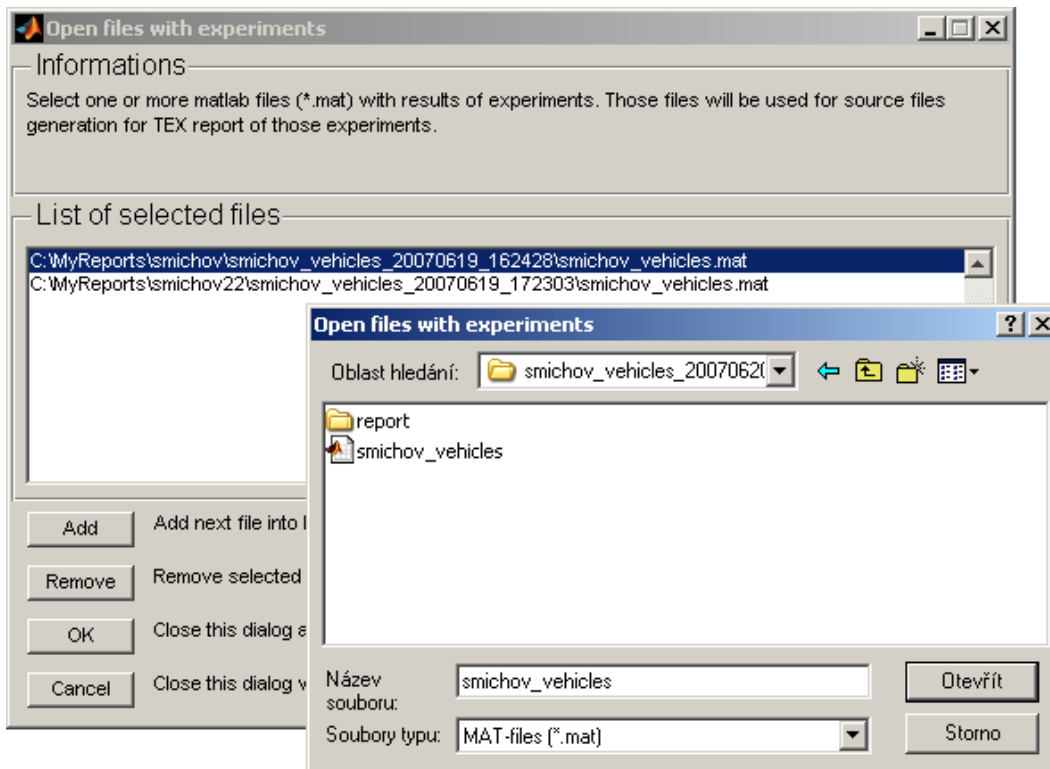 Open files with experiments
Informations
Select one or more matlab files (*.mat) with results of experiments. Those files will be used for source files
generation for TEX report of those experiments.
List of selected files
C:\MyReports\smichov\smichov_vehicles_20070619_162428\smichov_vehicles.mat
C:\MyReports\smichov22\smichov_vehicles_20070619_172303\smichov_vehicles.mat
Add
Add next file into
Remove
Remove selected
OK
Close this dialog
Cancel
Close this dialog
Open files with experiments
Oblast hledání:
smichov_vehicles_2007062
report
smichov_vehicles
Název
souboru:
smichov_vehicles
Otevřít
Soubory typu:
MAT-files (*.mat)
Storno